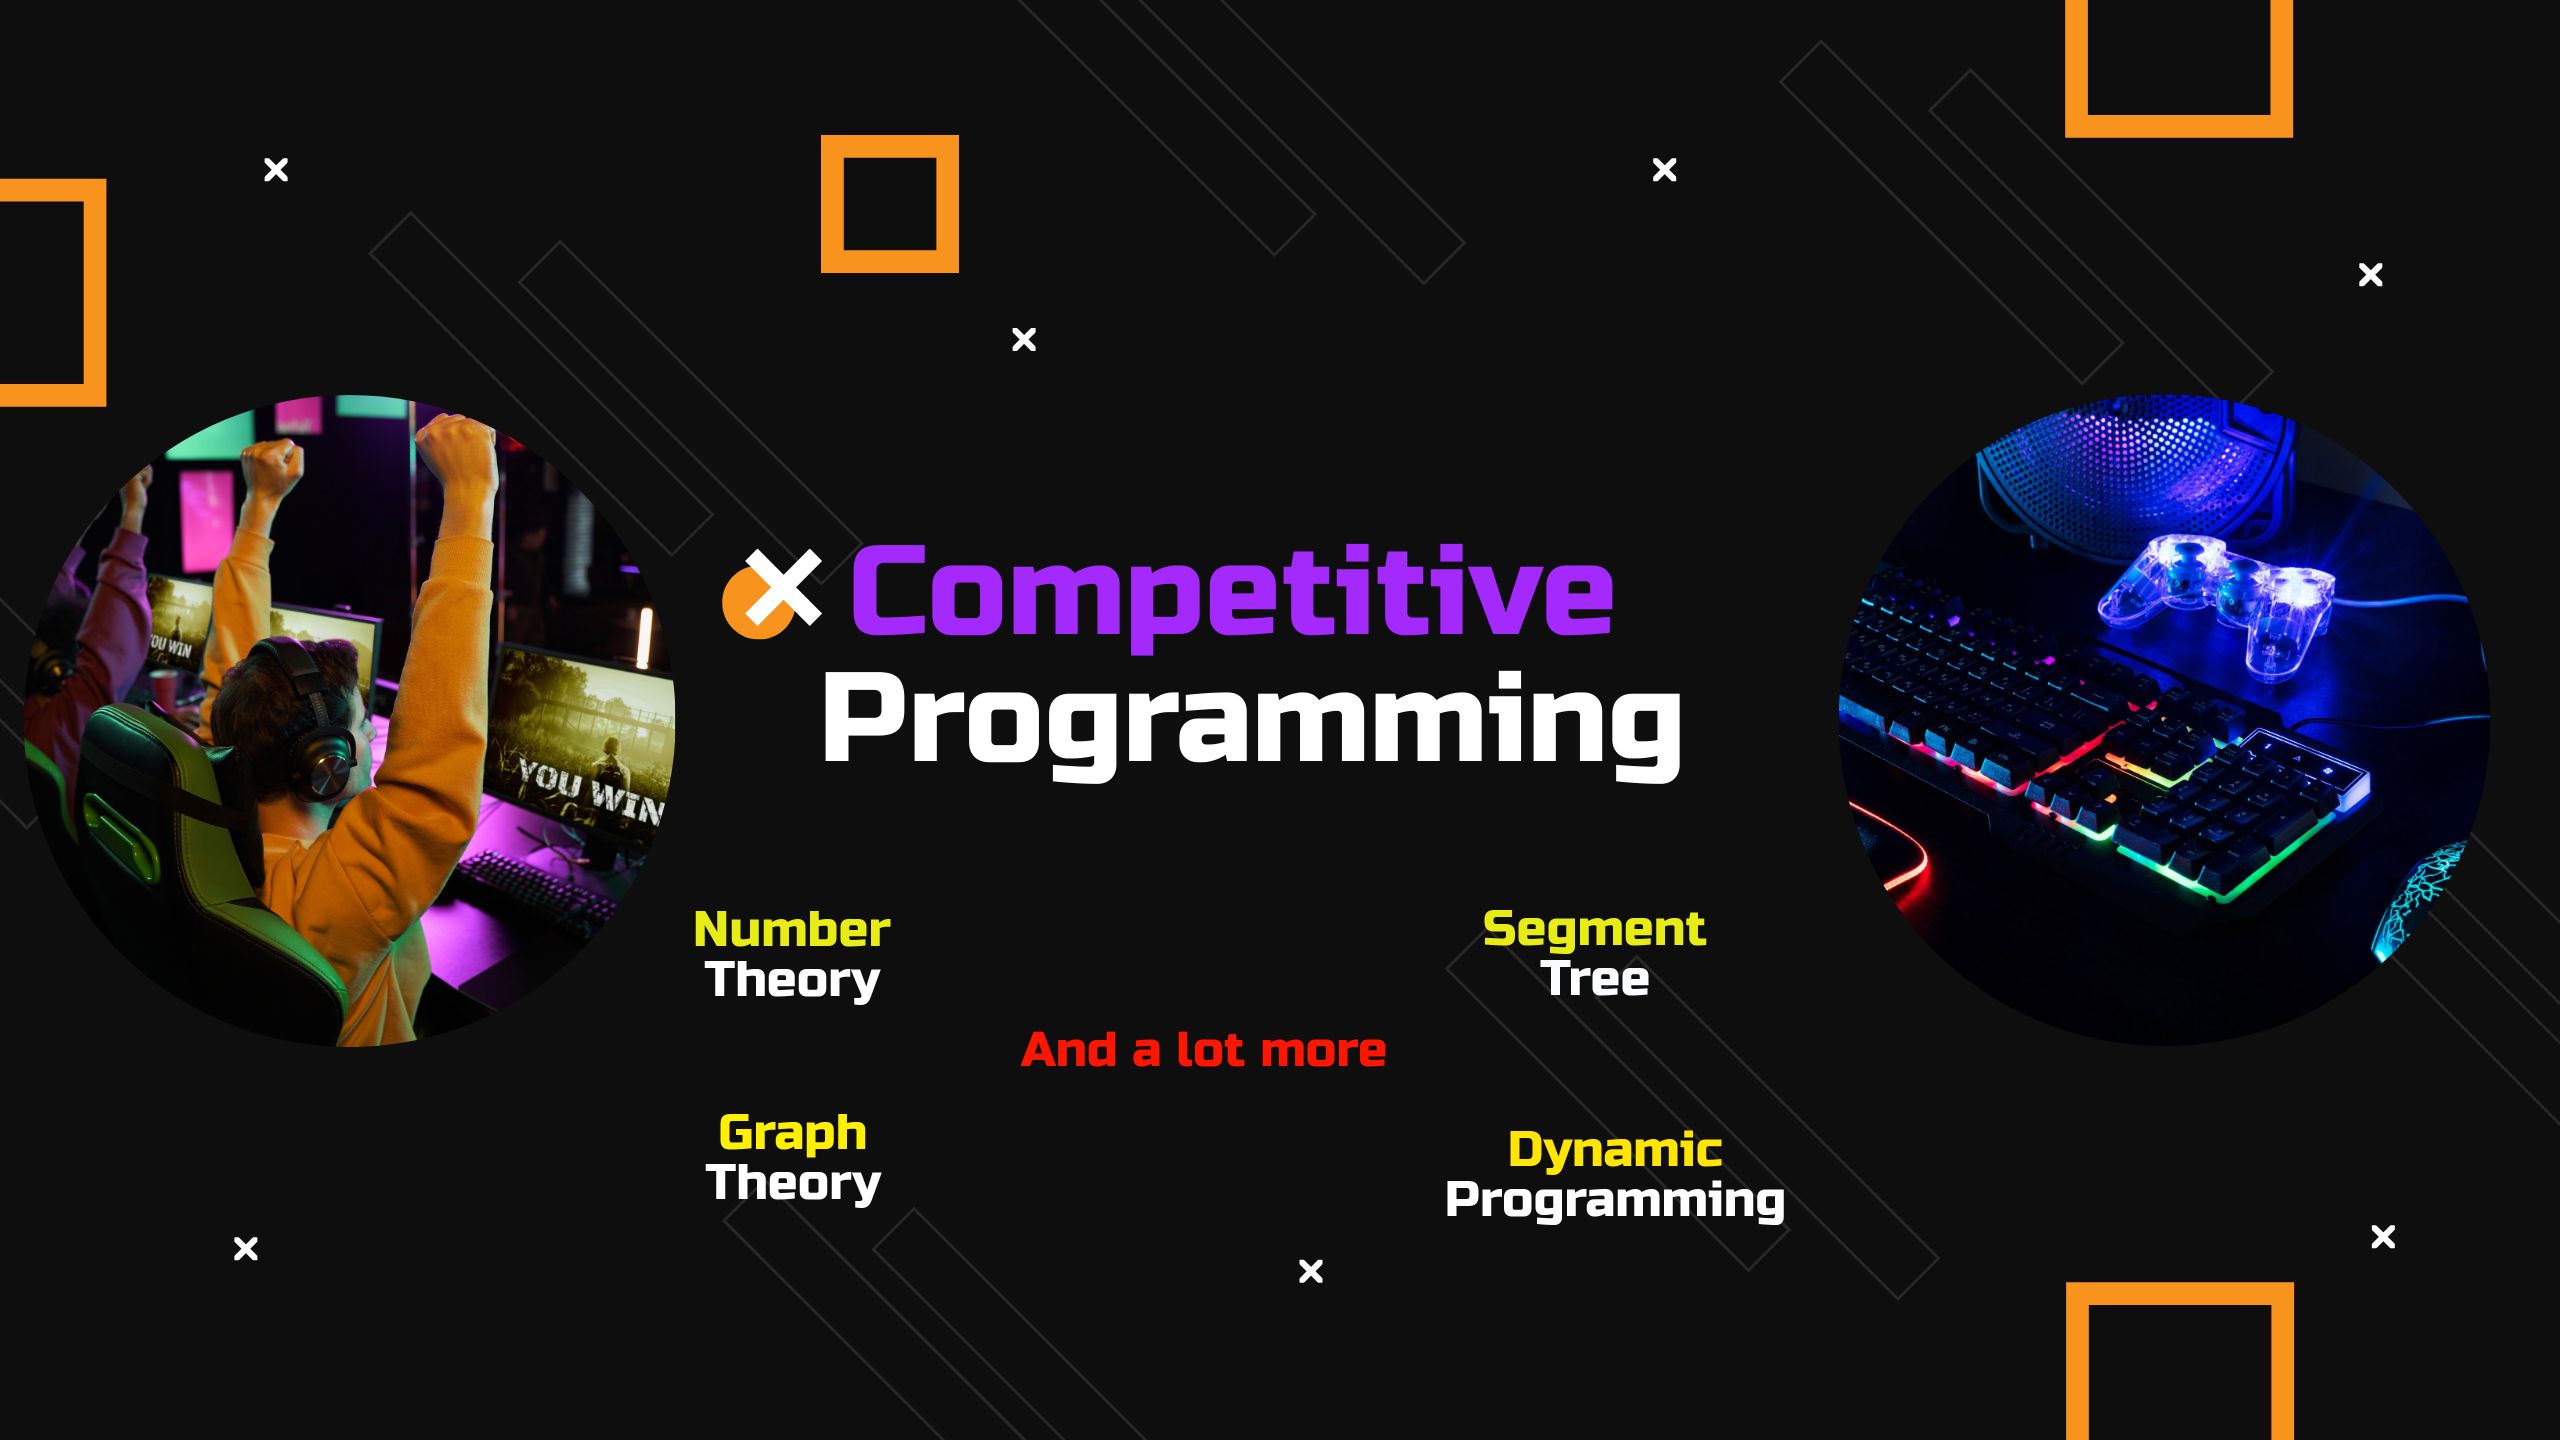 Competitive
Programming
YOU WIN
YOU WIN
Number
Theory
Segment
Tree
And a lot more
Graph
Theory
Dynamic
Programming